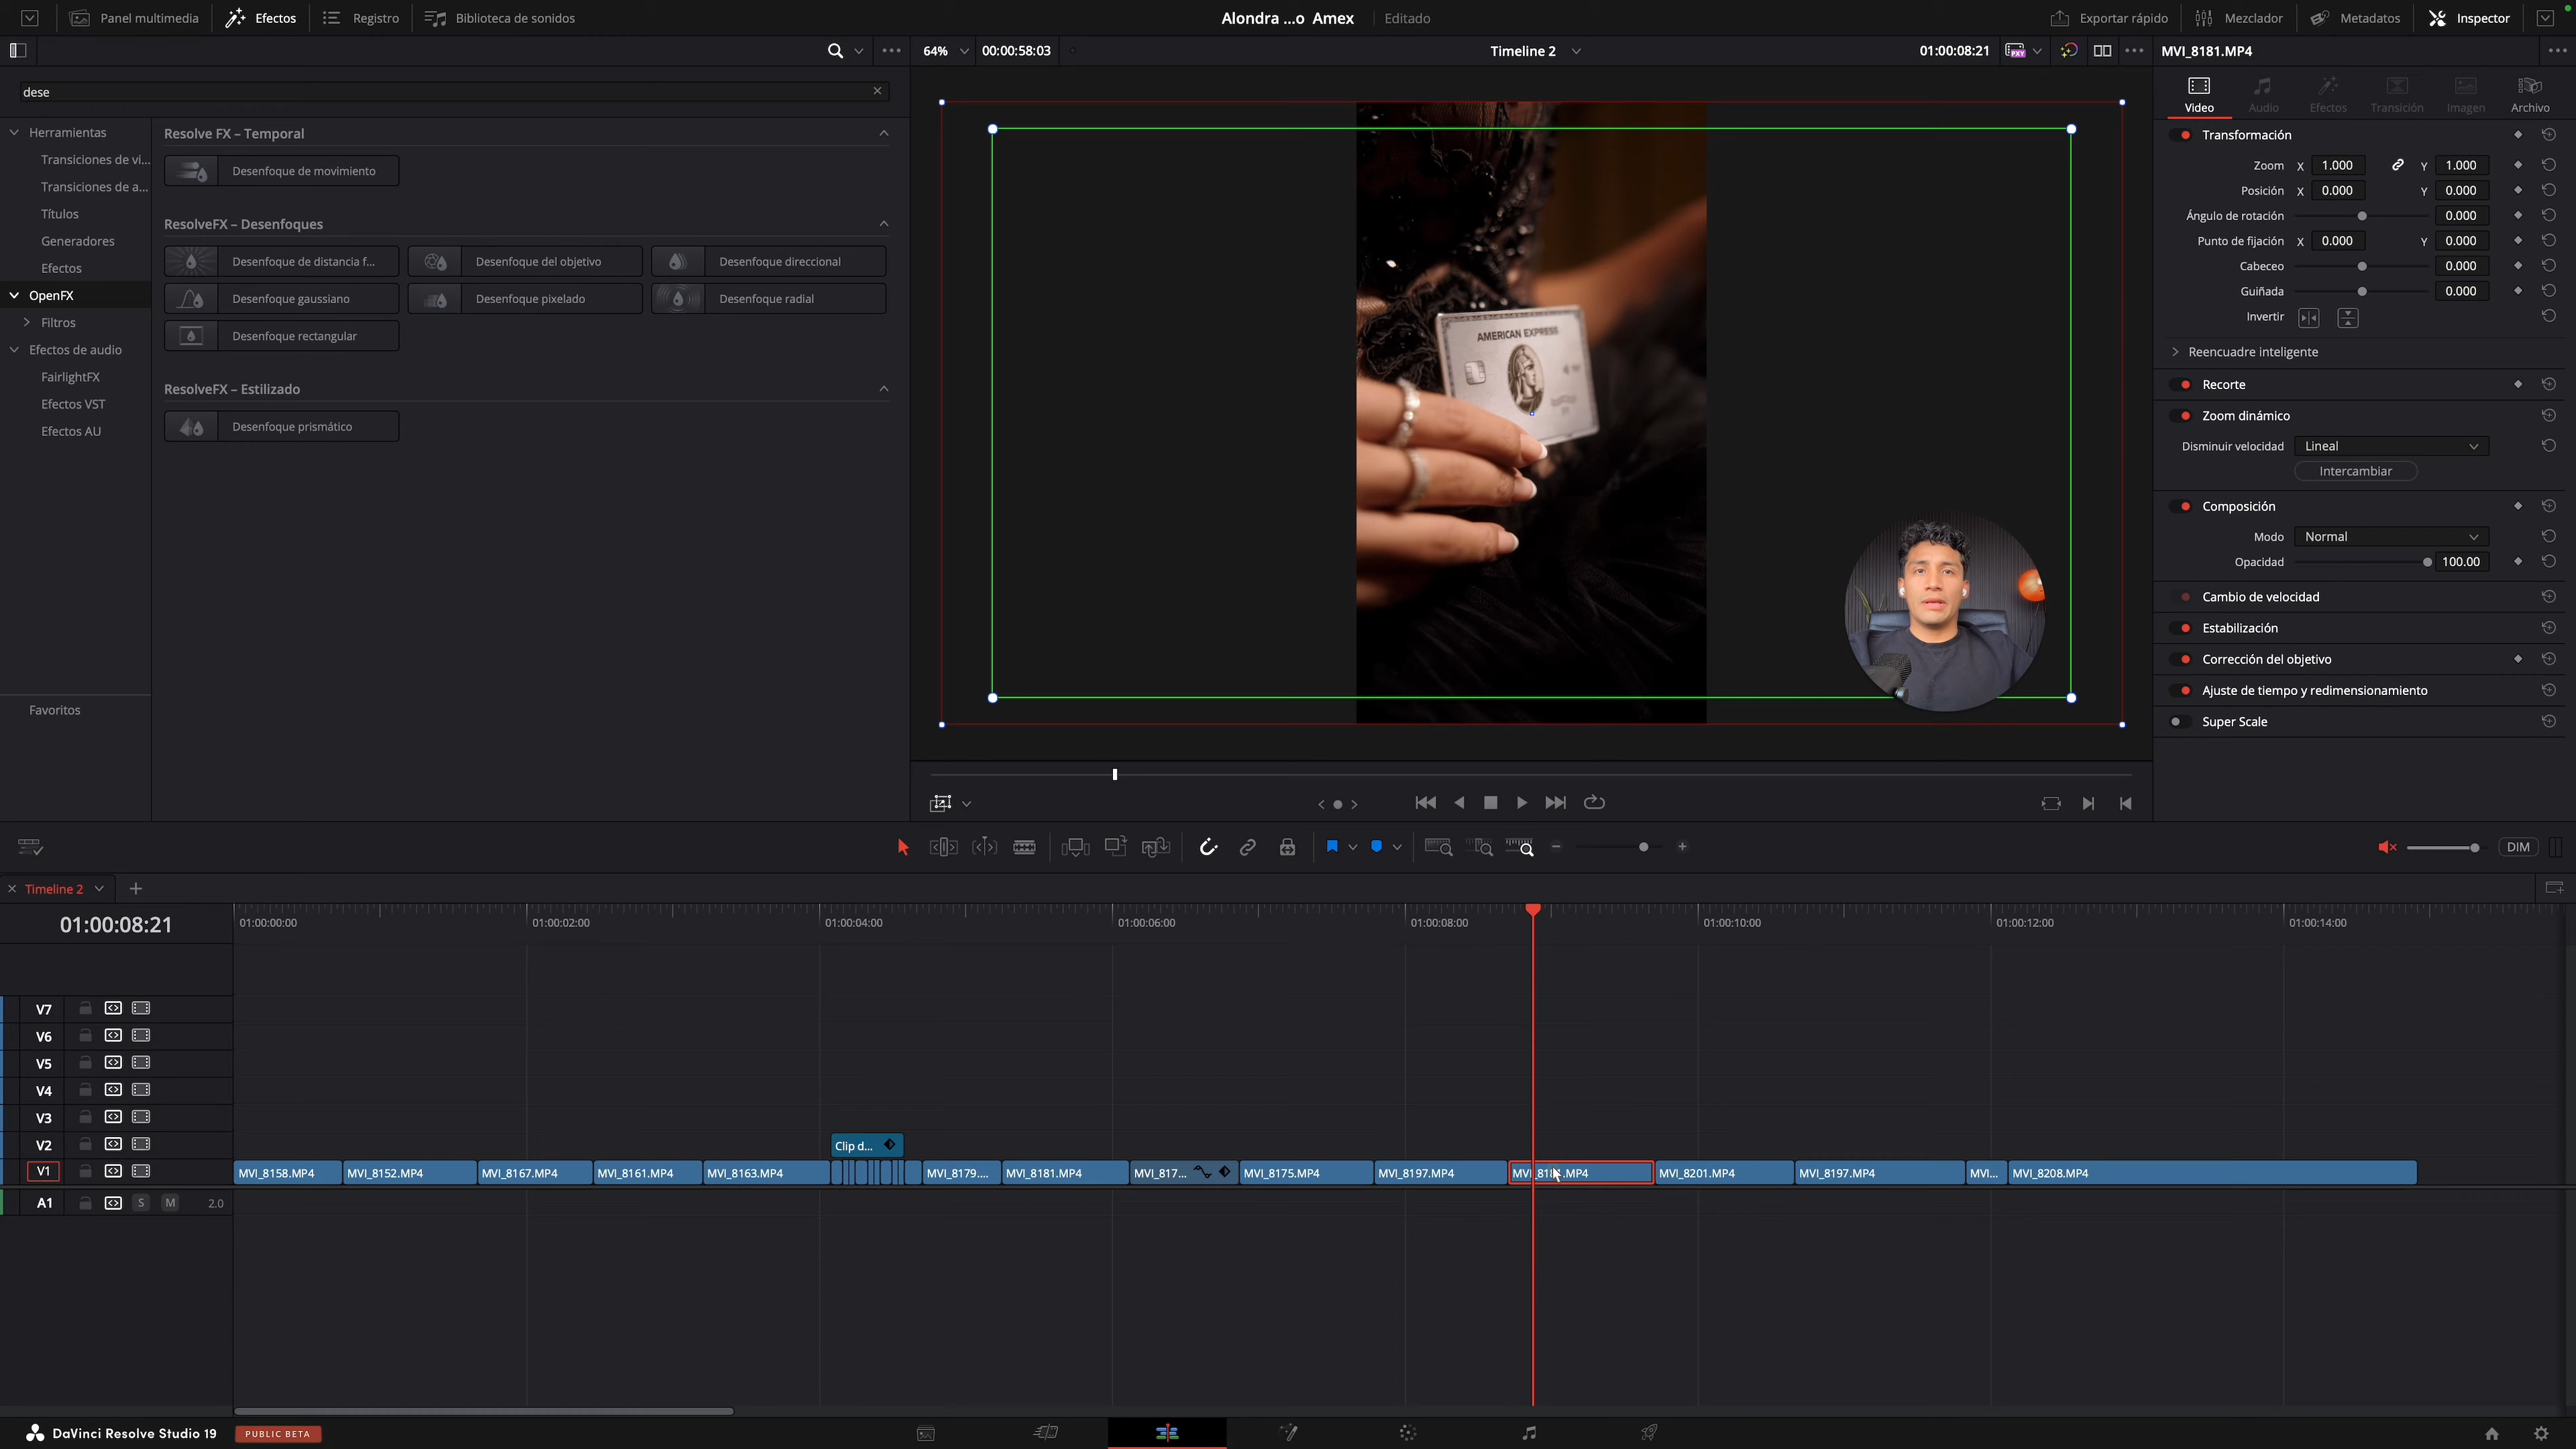 Panel multimedia Efectos Registro Biblioteca de sonidos Alondra ...o Amex Editado Exportar rápido Mezclador Metadatos Inspector
64% 00:00:58:03 Timeline 2 01:00:08:21 PXY MVI_8181.MP4
dese
Video Audio Efectos Transición Imagen Archivo
Herramientas
Transiciones de vi...
Transiciones de a...
Títulos
Generadores
Efectos
OpenFX
Filtros
Efectos de audio
FairlightFX
Efectos VST
Efectos AU
Favoritos
Resolve FX – Temporal
Desenfoque de movimiento
ResolveFX – Desenfoques
Desenfoque de distancia f... Desenfoque del objetivo Desenfoque direccional
Desenfoque gaussiano Desenfoque pixelado Desenfoque radial
Desenfoque rectangular
ResolveFX – Estilizado
Desenfoque prismático
AMERICAN EXPRESS
Transformación
Zoom X 1.000 Y 1.000
Posición X 0.000 Y 0.000
Ángulo de rotación 0.000
Punto de fijación X 0.000 Y 0.000
Cabeceo 0.000
Guiñada 0.000
Invertir
Reencuadre inteligente
Recorte
Zoom dinámico
Disminuir velocidad Lineal
Intercambiar
Composición
Modo Normal
Opacidad 100.00
Cambio de velocidad
Estabilización
Corrección del objetivo
Ajuste de tiempo y redimensionamiento
Super Scale
DIM
Timeline 2
01:00:08:21 01:00:00:00 01:00:02:00 01:00:04:00 01:00:06:00 01:00:08:00 01:00:10:00 01:00:12:00 01:00:14:00
V7
V6
V5
V4
V3
V2 Clip d...
V1 MVI_8158.MP4 MVI_8152.MP4 MVI_8167.MP4 MVI_8161.MP4 MVI_8163.MP4 MVI_8179.... MVI_8181.MP4 MVI_817... MVI_8175.MP4 MVI_8197.MP4 MVI_8181.MP4 MVI_8201.MP4 MVI_8197.MP4 MVI... MVI_8208.MP4
A1 S M 2.0
DaVinci Resolve Studio 19 PUBLIC BETA